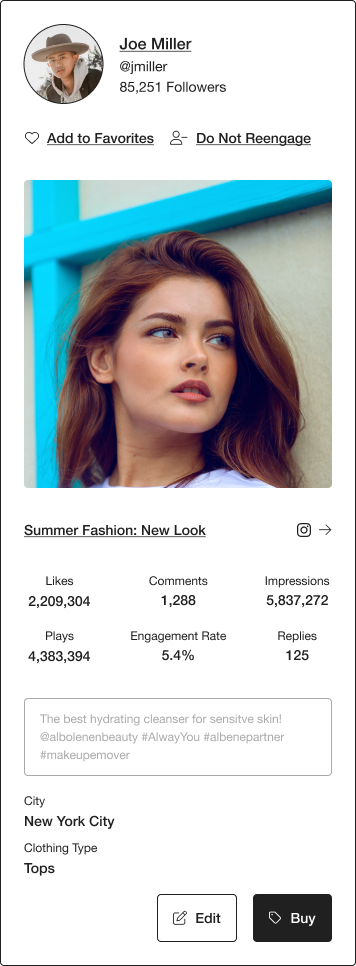 Joe Miller
@jmiller
85,251 Followers
Add to Favorites Do Not Reengage
Summer Fashion: New Look
Likes Comments Impressions
2,209,304 1,288 5,837,272
Plays Engagement Rate Replies
4,383,394 5.4% 125
The best hydrating cleanser for sensitve skin!
@albolenenbeauty #AlwayYou #albenepartner
#makeupemover
City
New York City
Clothing Type
Tops
Edit Buy